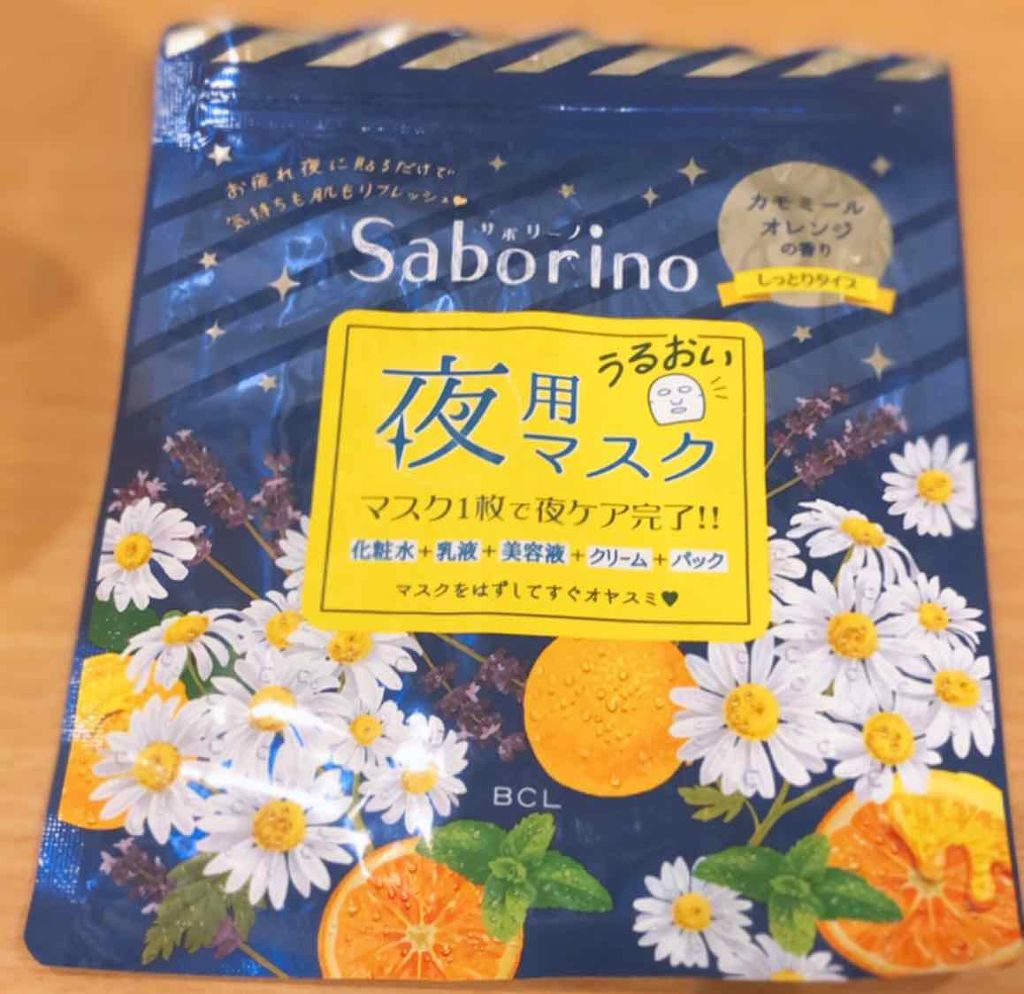 お疲れ夜に貼るだけで
気持ちも肌もリフレッシュ♥
サボリーノ
Saborino
カモミール
オレンジ
の香り
しっとりタイプ
うるおい
夜用
マスク
マスク1枚で夜ケア完了!!
化粧水+乳液+美容液+クリーム+パック
マスクをはずしてすぐオヤスミ♥
BCL